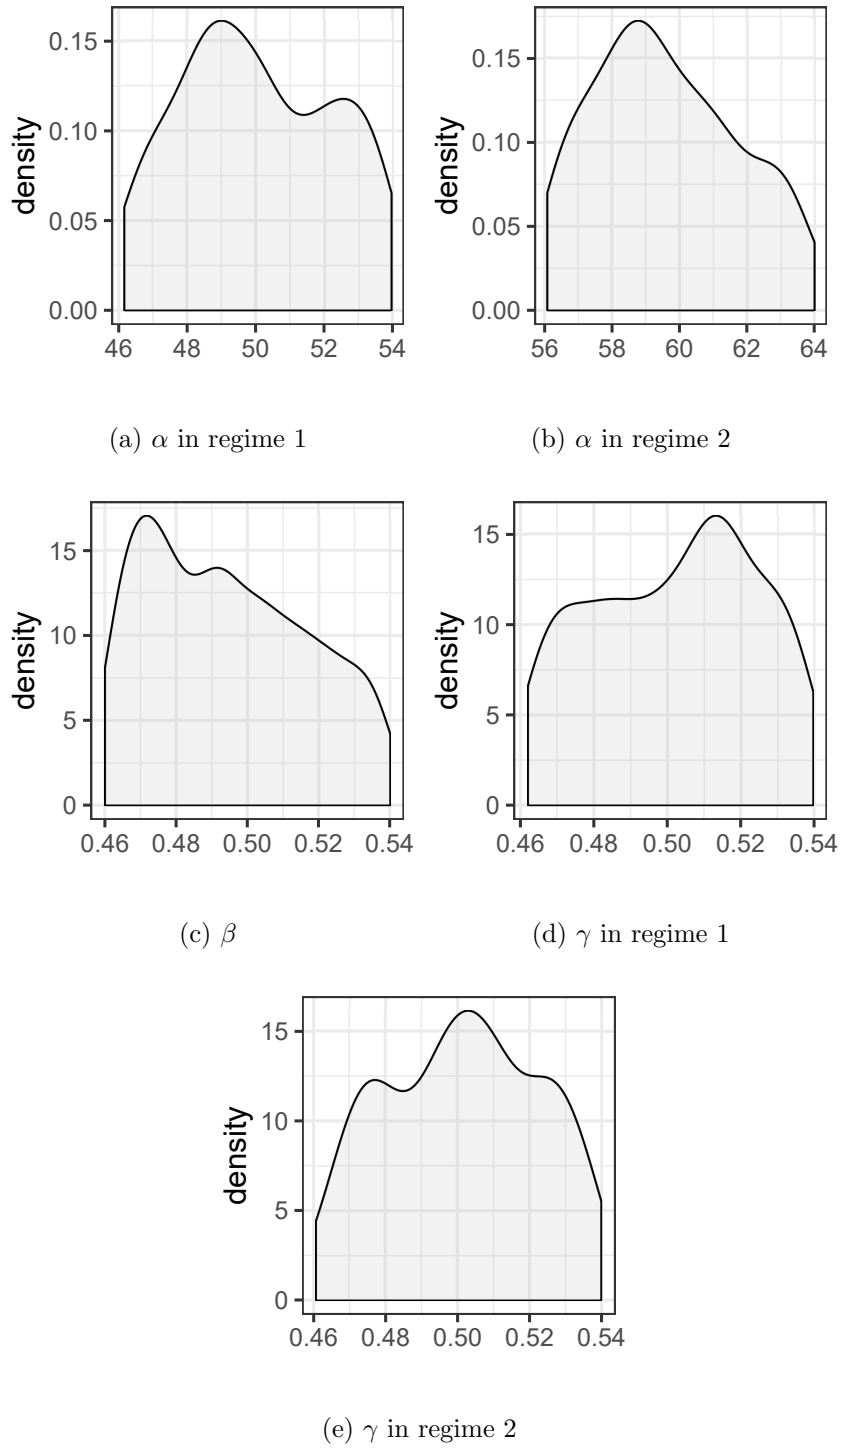 density
0.15
0.10
0.05
0.00
46 48 50 52 54
(a) α in regime 1
density
0.15
0.10
0.05
0.00
56 58 60 62 64
(b) α in regime 2
density
15
10
5
0
0.46 0.48 0.50 0.52 0.54
(c) β
density
15
10
5
0
0.46 0.48 0.50 0.52 0.54
(d) γ in regime 1
density
15
10
5
0
0.46 0.48 0.50 0.52 0.54
(e) γ in regime 2